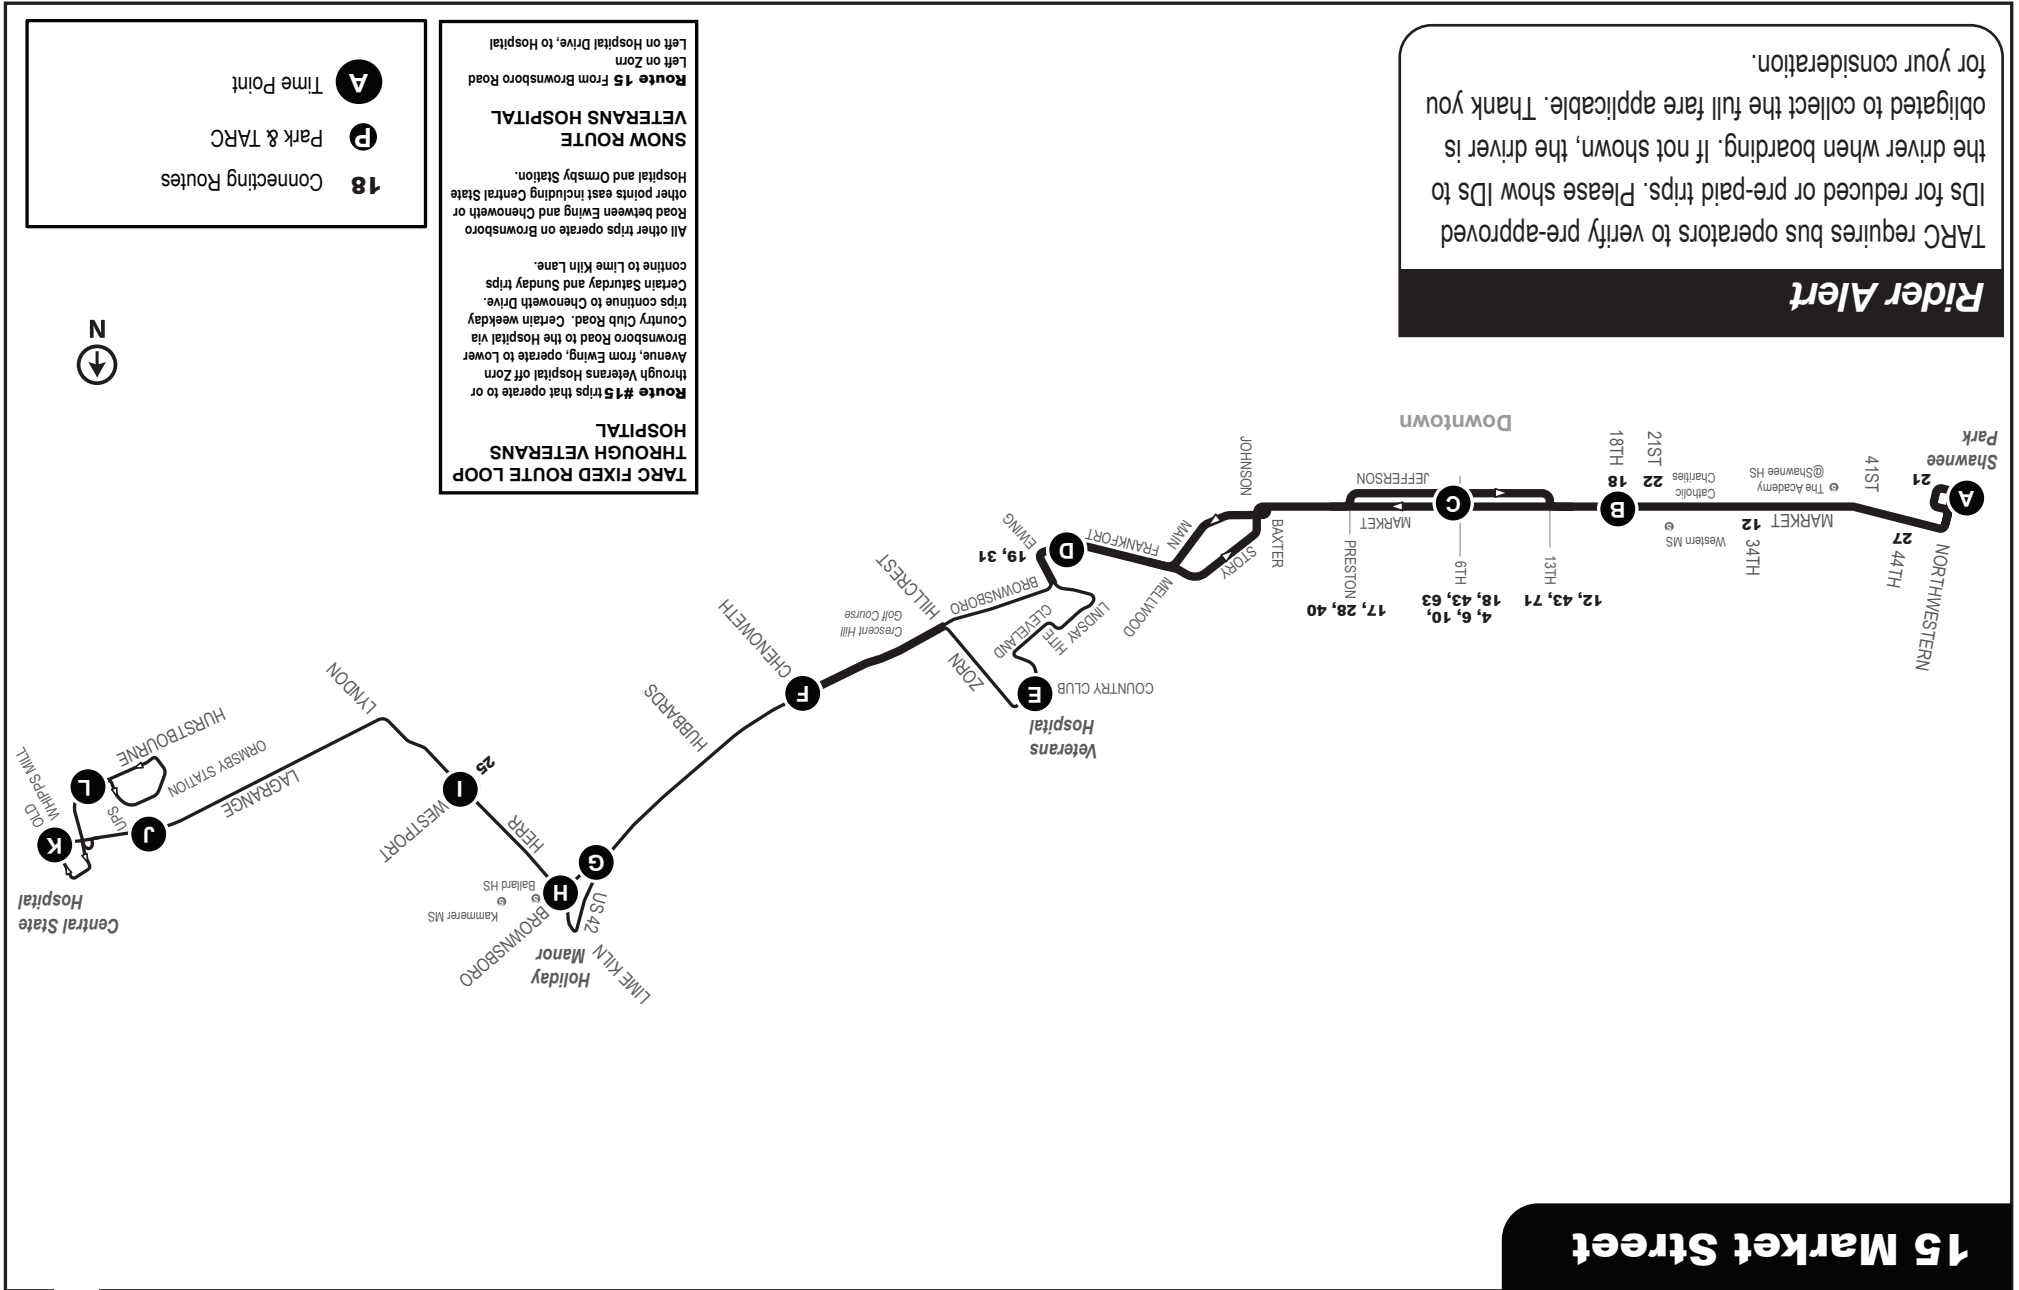 15 Market Street
LIME KILN
Holiday
Manor
BROWNSBORO
US 42
Central State
Hospital
Kammerer MS
Ballard HS
H
G
HERR
K
OLD
WHIPPS MILL
J
UPS
L
HURSTBOURNE
ORMSBY STATION
LAGRANGE
WESTPORT
I
25
LYNDON
HUBBARDS
Veterans
Hospital
COUNTRY CLUB
E
F
CHENOWETH
ZORN
Crescent Hill
Golf Course
HILLCREST
BROWNSBORO
CLEVELAND
HITE
LINDSAY
MELLWOOD
NORTHWESTERN
44TH
27
A
21
Shawnee
Park
41ST
MARKET
34TH
12
The Academy
@Shawnee HS
Western MS
Catholic
Charities
21ST
22
18TH
18
B
12, 43, 71
13TH
4, 6, 10,
18, 43, 63
6TH
17, 28, 40
PRESTON
MARKET
C
JEFFERSON
Downtown
BAXTER
JOHNSON
STORY
MAIN
FRANKFORT
D
19, 31
EWING
N
Rider Alert
TARC requires bus operators to verify pre-approved
IDs for reduced or pre-paid trips. Please show IDs to
the driver when boarding. If not shown, the driver is
obligated to collect the full fare applicable. Thank you
for your consideration.
TARC FIXED ROUTE LOOP
THROUGH VETERANS
HOSPITAL
Route #15 trips that operate to or
through Veterans Hospital off Zorn
Avenue, from Ewing, operate to Lower
Brownsboro Road to the Hospital via
Country Club Road. Certain weekday
trips continue to Chenoweth Drive.
Certain Saturday and Sunday trips
contine to Lime Kiln Lane.
All other trips operate on Brownsboro
Road between Ewing and Chenoweth or
other points east including Central State
Hospital and Ormsby Station.
SNOW ROUTE
VETERANS HOSPITAL
Route 15 From Brownsboro Road
Left on Zorn
Left on Hospital Drive, to Hospital
18 Connecting Routes
P Park & TARC
A Time Point